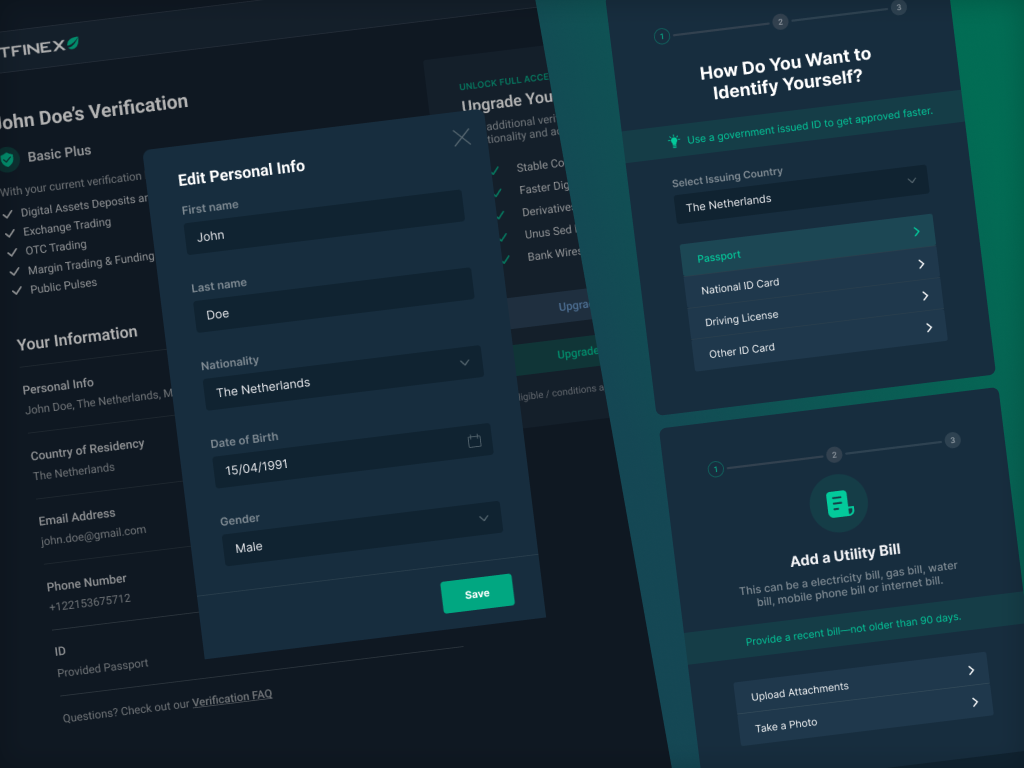 TFINEX
John Doe's Verification
Basic Plus
With your current verification
Digital Assets Deposits
Exchange Trading
OTC Trading
Margin Trading & Funding
Public Pulses
Your Information
Personal Info
John Doe, The Netherlands, M
Country of Residency
The Netherlands
Email Address
john.doe@gmail.com
Phone Number
+122153675712
ID
Provided Passport
Questions? Check out our Verification FAQ
Edit Personal Info
First name
John
Last name
Doe
Nationality
The Netherlands
Date of Birth
15/04/1991
Gender
Male
Save
UNLOCK FULL ACCE
Upgrade You
additional veri
tionality and ac
Stable Co
Faster Dig
Derivative
Unus Sed
Bank Wires
Upgra
Upgrade
ligible / conditions a
1
2
3
How Do You Want to
Identify Yourself?
Use a government issued ID to get approved faster.
Select Issuing Country
The Netherlands
Passport
National ID Card
Driving License
Other ID Card
1
2
3
Add a Utility Bill
This can be a electricity bill, gas bill, water
bill, mobile phone bill or internet bill.
Provide a recent bill—not older than 90 days.
Upload Attachments
Take a Photo